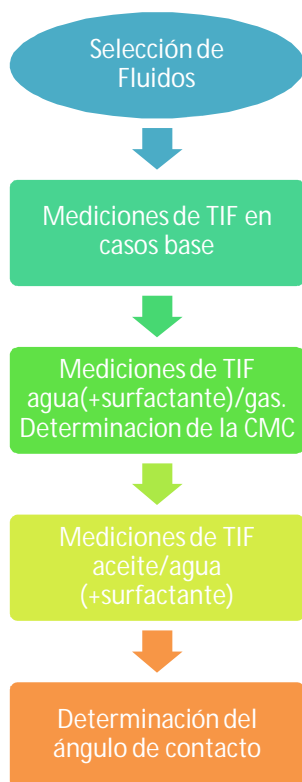 Selección de
Fluidos
Mediciones de TIF en
casos base
Mediciones de TIF
agua(+surfactante)/gas.
Determinacion de la CMC
Mediciones de TIF
aceite/agua
(+surfactante)
Determinación del
ángulo de contacto